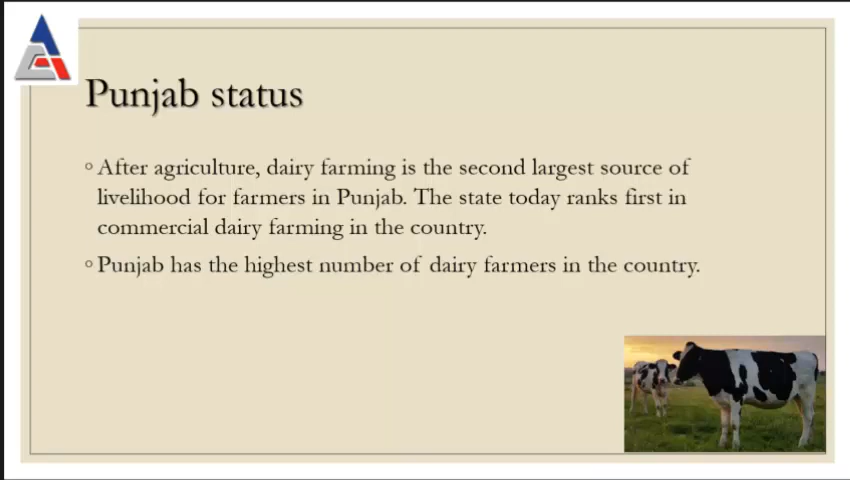 Punjab status
After agriculture, dairy farming is the second largest source of
livelihood for farmers in Punjab. The state today ranks first in
commercial dairy farming in the country.
Punjab has the highest number of dairy farmers in the country.